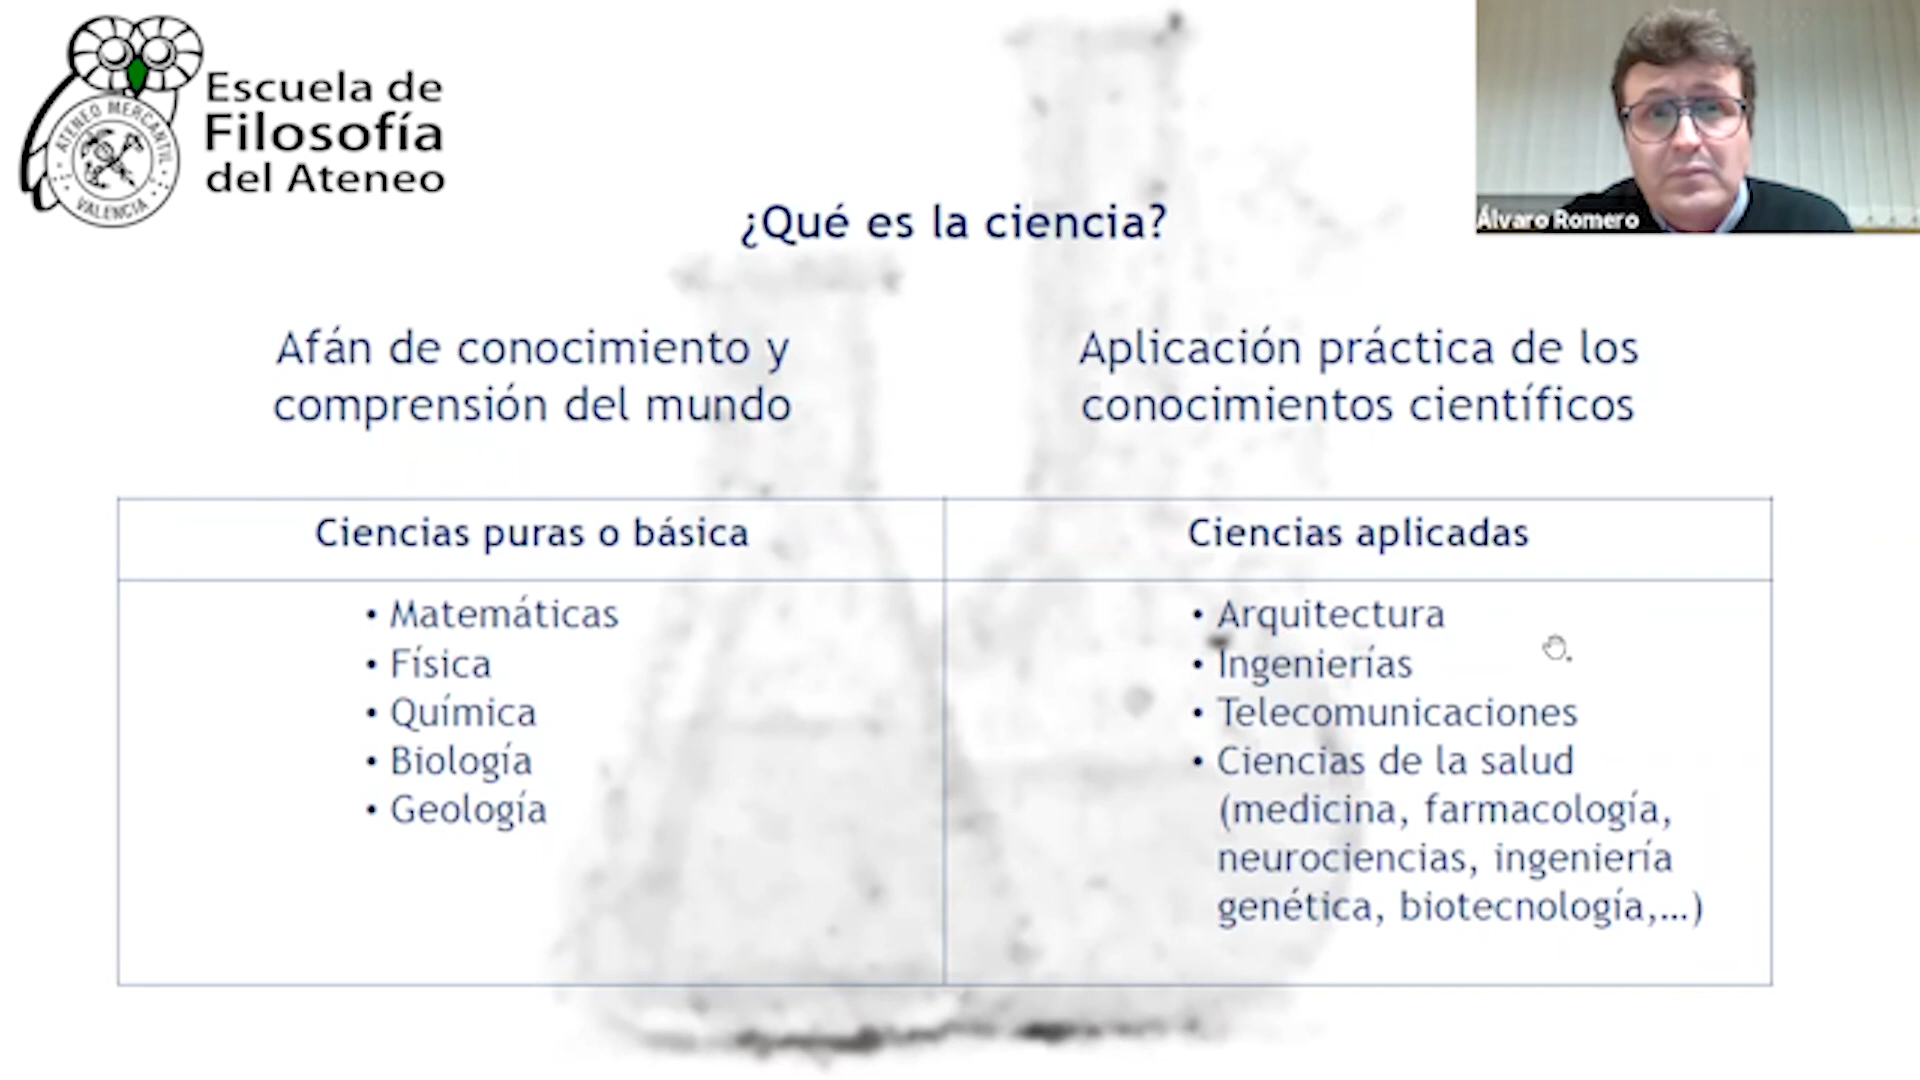 Escuela de
Filosofía
del Ateneo
ATENEO MERCANTIL
VALENCIA
Álvaro Romero
¿Qué es la ciencia?
Afán de conocimiento y
comprensión del mundo
Aplicación práctica de los
conocimientos científicos
Ciencias puras o básica
• Matemáticas
• Física
• Química
• Biología
• Geología
Ciencias aplicadas
• Arquitectura
• Ingenierías
• Telecomunicaciones
• Ciencias de la salud
(medicina, farmacología,
neurociencias, ingeniería
genética, biotecnología,...)